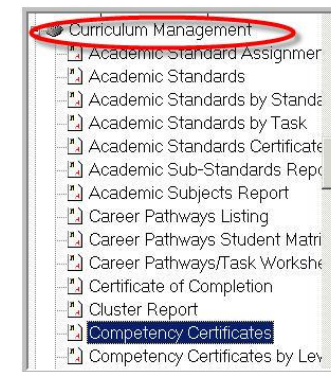 Curriculum Management
Academic Standard Assignmer
Academic Standards
Academic Standards by Standa
Academic Standards by Task
Academic Standards Certificate
Academic Sub-Standards Repo
Academic Subjects Report
Career Pathways Listing
Career Pathways Student Matri
Career Pathways/Task Workshe
Certificate of Completion
Cluster Report
Competency Certificates
Competency Certificates by Lev